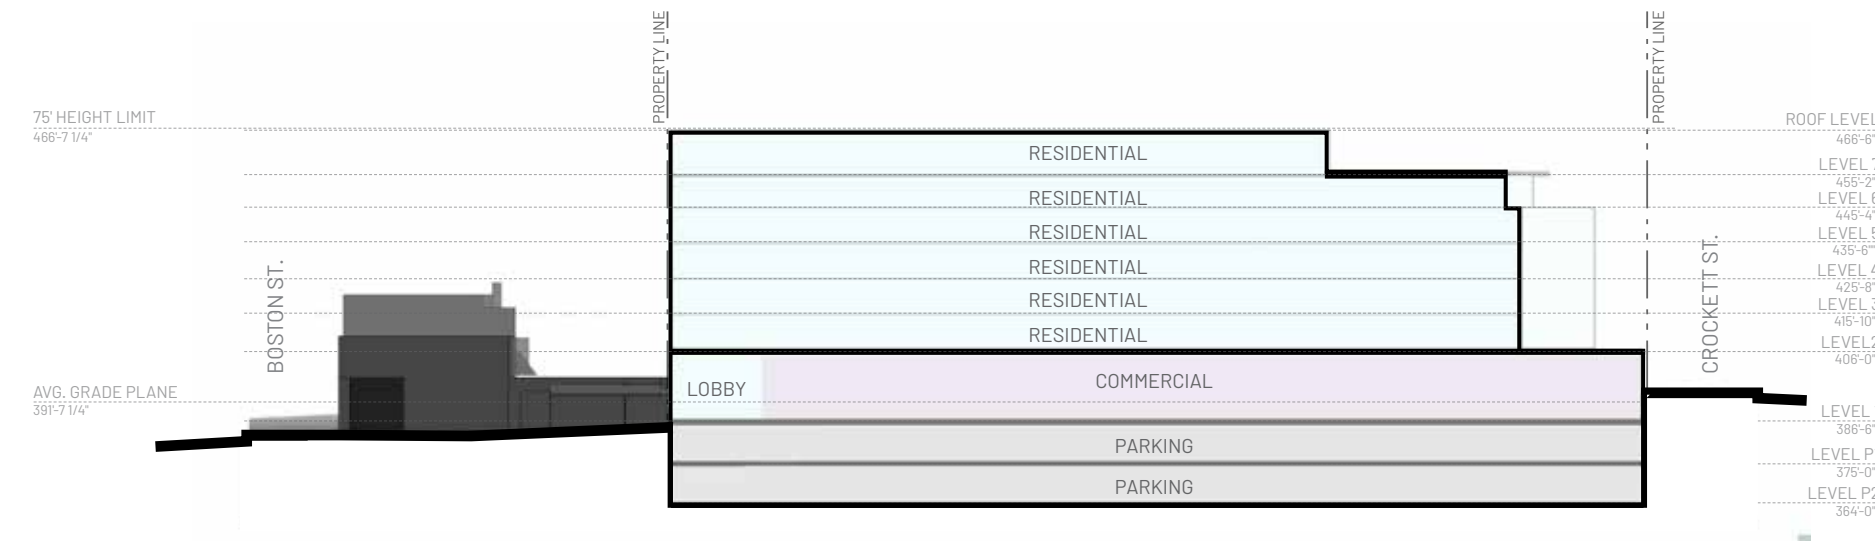 PROPERTY LINE
PROPERTY LINE
75' HEIGHT LIMIT
466'-7 1/4"
ROOF LEVEL
466'-6"
RESIDENTIAL
LEVEL 7
455'-2"
RESIDENTIAL
LEVEL 6
445'-4"
RESIDENTIAL
LEVEL 5
435'-6"
RESIDENTIAL
LEVEL 4
425'-8"
RESIDENTIAL
LEVEL 3
415'-10"
RESIDENTIAL
LEVEL2
406'-0"
BOSTON ST.
CROCKETT ST.
AVG. GRADE PLANE
391'-7 1/4"
LOBBY
COMMERCIAL
LEVEL
386'-6"
PARKING
LEVEL P
375'-0"
PARKING
LEVEL P2
364'-0"